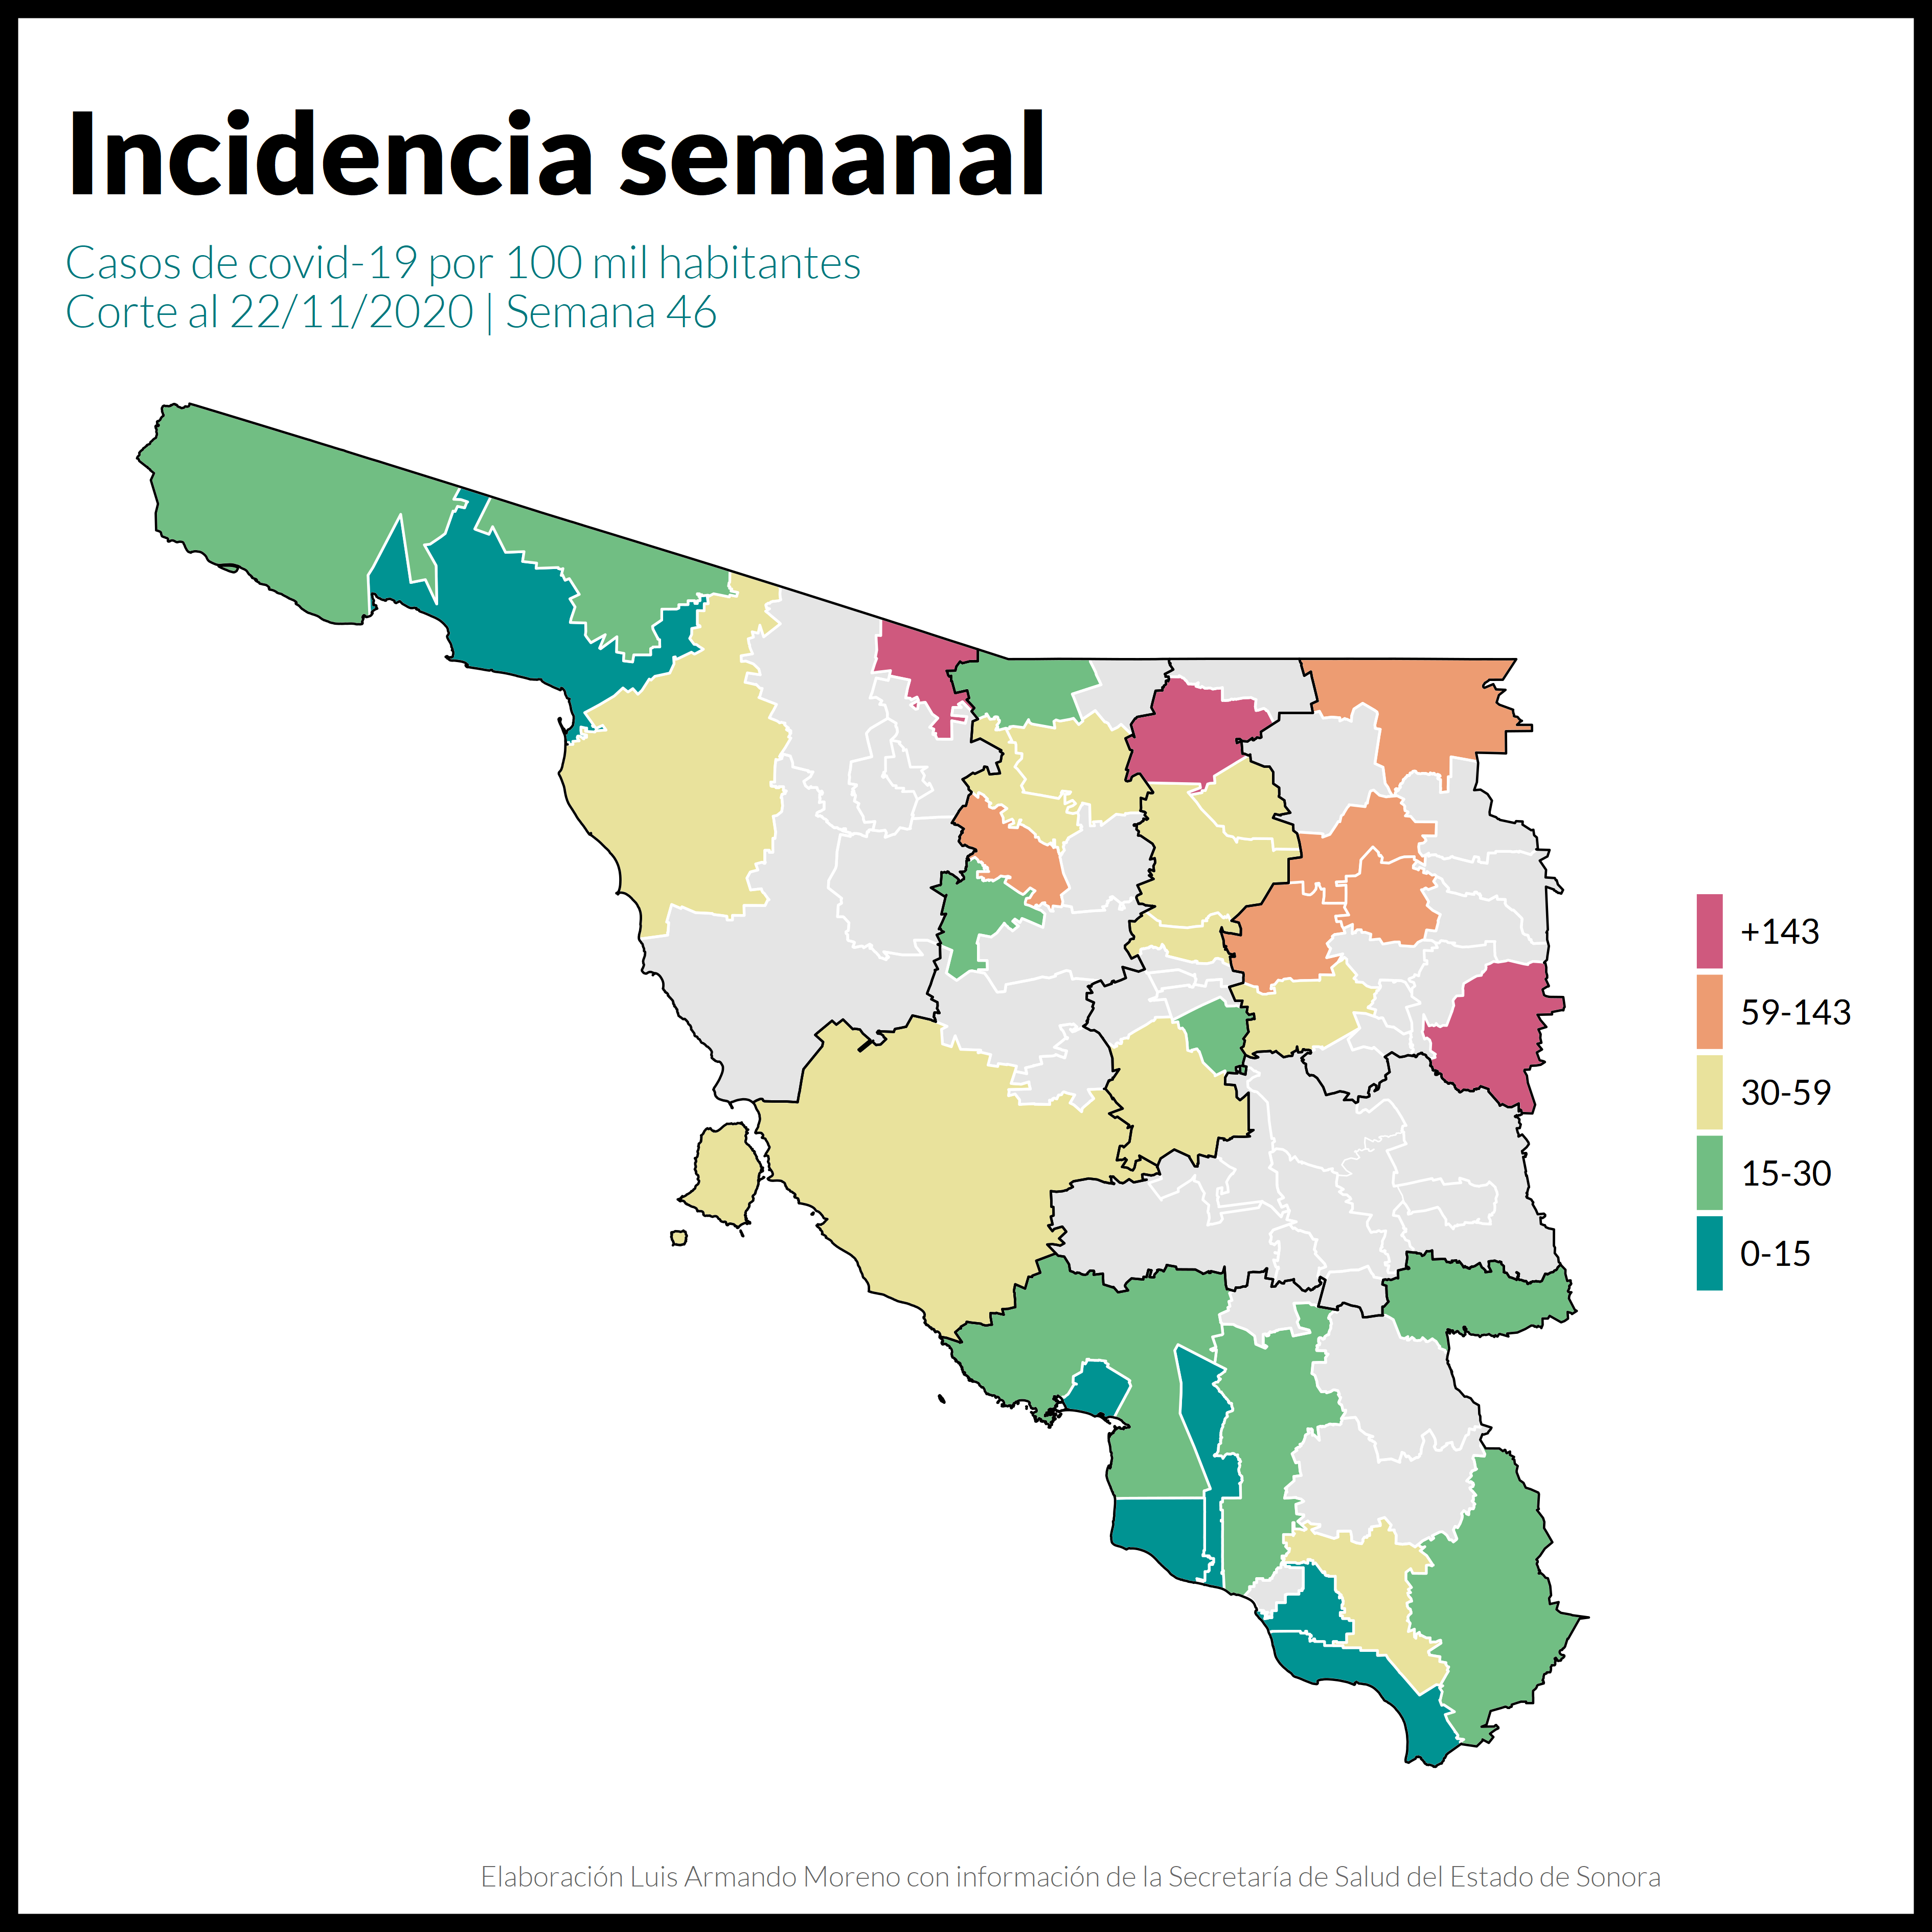 Incidencia semanal
Casos de covid-19 por 100 mil habitantes
Corte al 22/11/2020 | Semana 46
+143
59-143
30-59
15-30
0-15
Elaboración Luis Armando Moreno con información de la Secretaría de Salud del Estado de Sonora